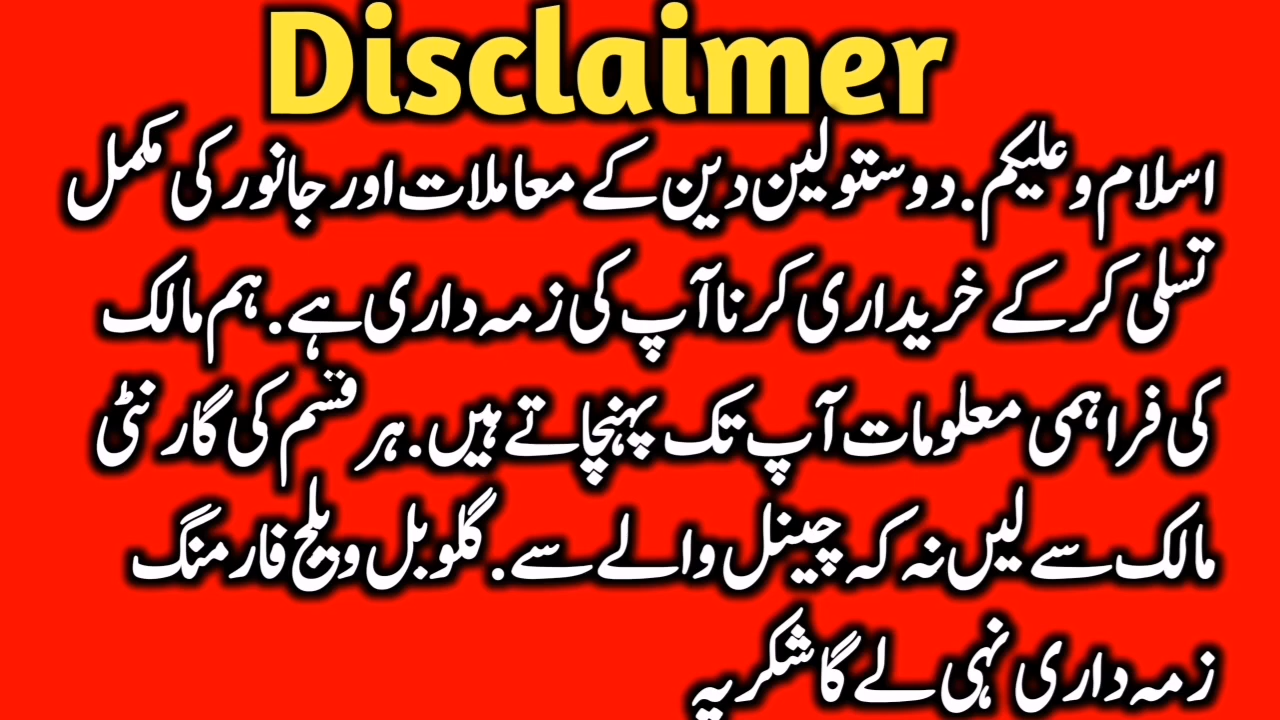 Disclaimer
اسلام و علیکم. دوستو لین دین کے معاملات اور جانور کی مکمل
تسلی کر کے خریداری کرنا آپ کی زمہ داری ہے. ہم مالک
کی فراہمی معلومات آپ تک پہنچاتے ہیں. ہر قسم کی گارنٹی
مالک سے لیں نہ کہ چینل والے سے. گلوبل ویلج فارمنگ
زمہ داری نہی لے گا شکریہ